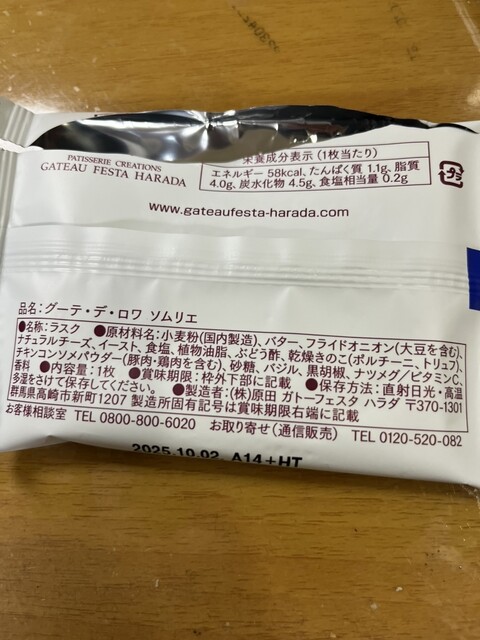 PATISSERIE CREATIONS
GATEAU FESTA HARADA
栄養成分表示(1枚当たり)
エネルギー 58kcal、たんぱく質 1.1g、脂質
4.0g、炭水化物 4.5g、食塩相当量 0.2g
プラ
www.gateaufesta-harada.com
品名:グーテ・デ・ロワ ソムリエ
●名称:ラスク ●原材料名:小麦粉(国内製造)、バター、フライドオニオン(大豆を含む)、
ナチュラルチーズ、イースト、食塩、植物油脂、ぶどう酢、乾燥きのこ(ポルチーニ、トリュフ)、
チキンコンソメパウダー(豚肉・鶏肉を含む)、砂糖、バジル、黒胡椒、ナツメグ/ビタミンC、
香料 ●内容量:1枚 ●賞味期限:枠外下部に記載 ●保存方法:直射日光・高温
多湿をさけて保存してください。 ●製造者:(株)原田 ガトーフェスタ ハラダ 〒370-1301
群馬県高崎市新町1207 製造所固有記号は賞味期限右端に記載
お客様相談室 TEL 0800-800-6020 お取り寄せ(通信販売) TEL 0120-520-082
2025.10.02 A14+HT